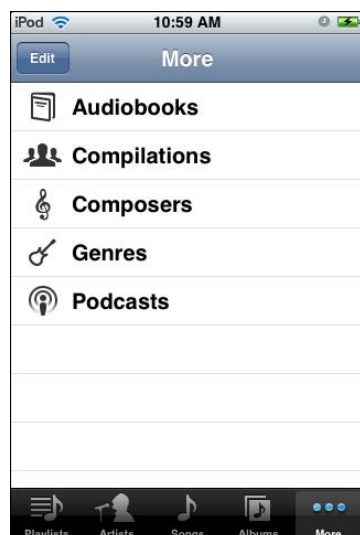 iPod 10:59 AM
Edit More
Audiobooks
Compilations
Composers
Genres
Podcasts
Playlists Artists Songs Albums More